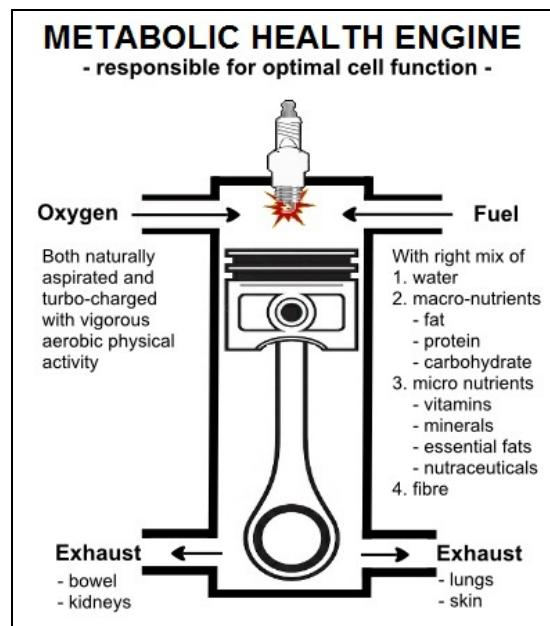 METABOLIC HEALTH ENGINE
- responsible for optimal cell function -
Oxygen
Both naturally
aspirated and
turbo-charged
with vigorous
aerobic physical
activity
Fuel
With right mix of
1. water
2. macro-nutrients
- fat
- protein
- carbohydrate
3. micro nutrients
- vitamins
- minerals
- essential fats
- nutraceuticals
4. fibre
Exhaust
- bowel
- kidneys
Exhaust
- lungs
- skin